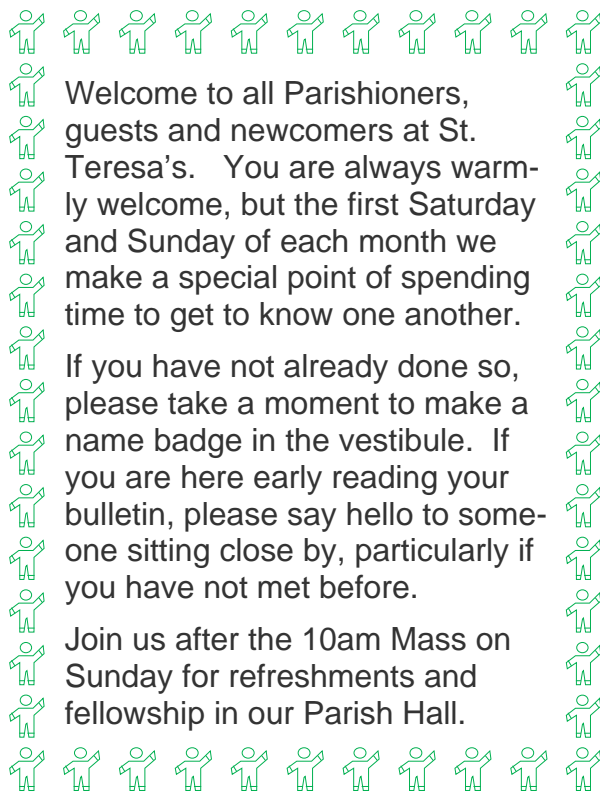 Welcome to all Parishioners,
guests and newcomers at St.
Teresa's.   You are always warm-
ly welcome, but the first Saturday
and Sunday of each month we
make a special point of spending
time to get to know one another.
If you have not already done so,
please take a moment to make a
name badge in the vestibule.  If
you are here early reading your
bulletin, please say hello to some-
one sitting close by, particularly if
you have not met before.
Join us after the 10am Mass on
Sunday for refreshments and
fellowship in our Parish Hall.